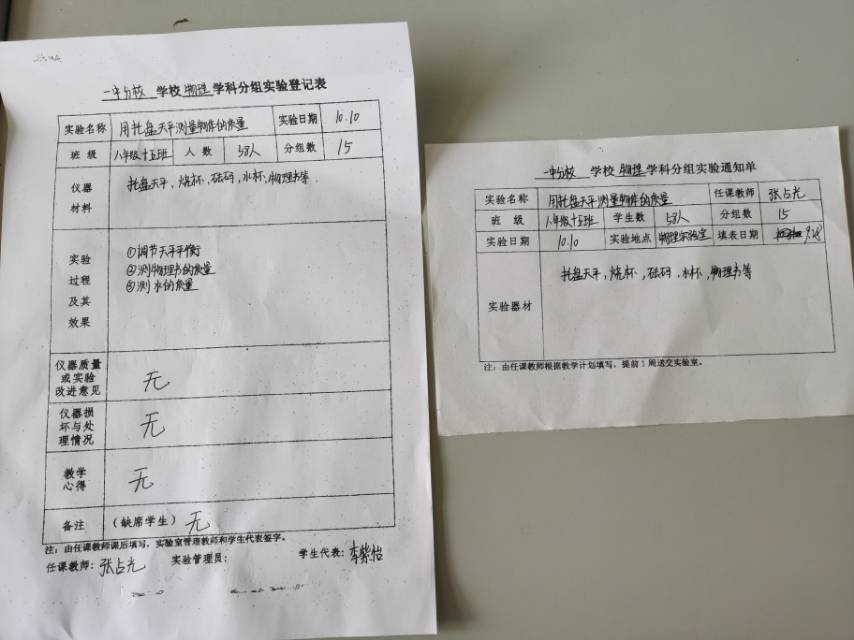 一中分校 学校 物理 学科分组实验登记表
实验名称 用托盘天平测量物体的质量 实验日期 10.10
班级 八年级十五班 人数 58人 分组数 15
仪器
材料
托盘天平、烧杯、砝码、水杯、物理书等.
实验
过程
及其
效果
①调节天平平衡
②测物理书的质量
③测水的质量
仪器质量
或实验
改进意见
无
仪器损
坏与处
理情况
无
教学
心得
无
备注 (缺席学生) 无
注:由任课教师课后填写,实验室管理教师和学生代表签字。
任课教师:张占光 实验管理员: 学生代表:李紫怡
一中分校 学校 物理 学科分组实验通知单
实验名称 用托盘天平测量物体的质量 任课教师 张占光
班级 八年级十五班 学生数 58人 分组数 15
实验日期 10.10 实验地点 物理实验室 填表日期 9.28
实验器材
托盘天平,烧杯,砝码.水杯,物理书等
注:由任课教师根据教学计划填写,提前1周送交实验室。